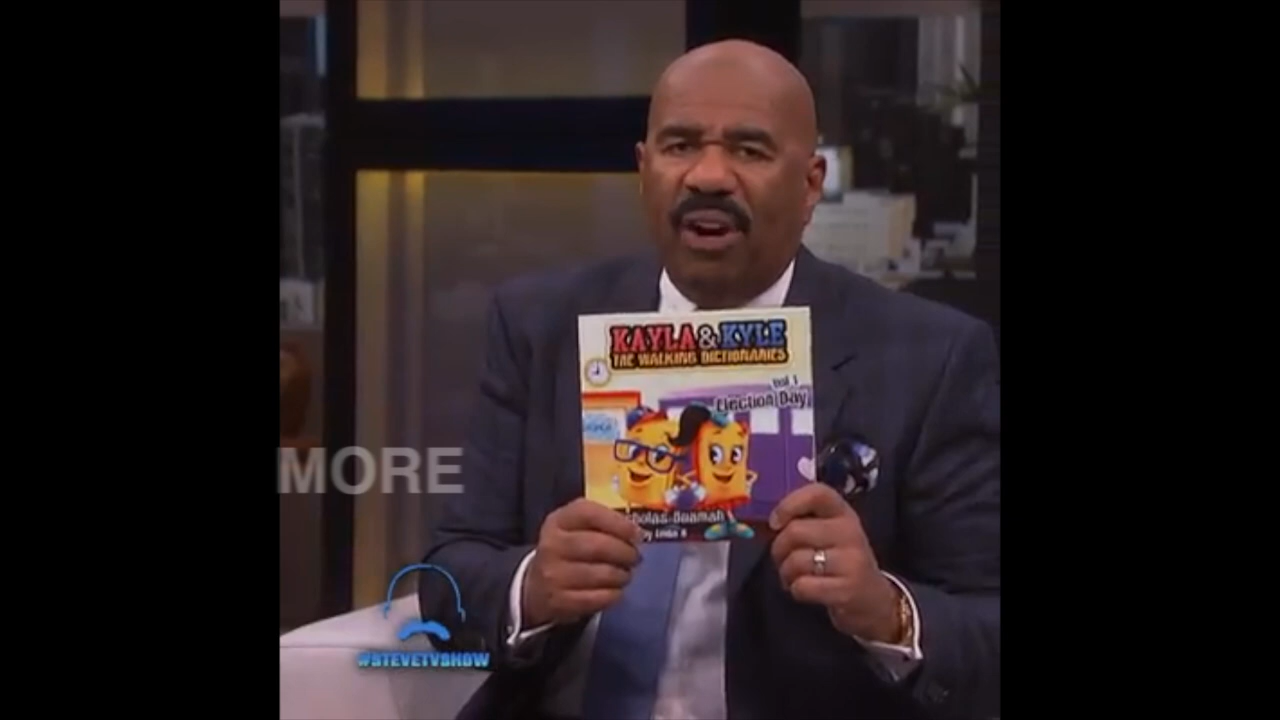 KAYLA & KYLE
THE WALKING DICTIONARIES
Vol 1
Election Day
MORE
#STEVETVSHOW